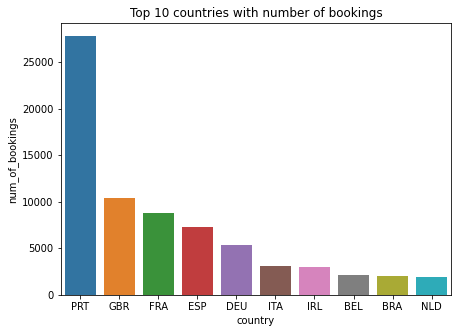 Top 10 countries with number of bookings
num_of_bookings
25000
20000
15000
10000
5000
0
PRT GBR FRA ESP DEU ITA IRL BEL BRA NLD
country